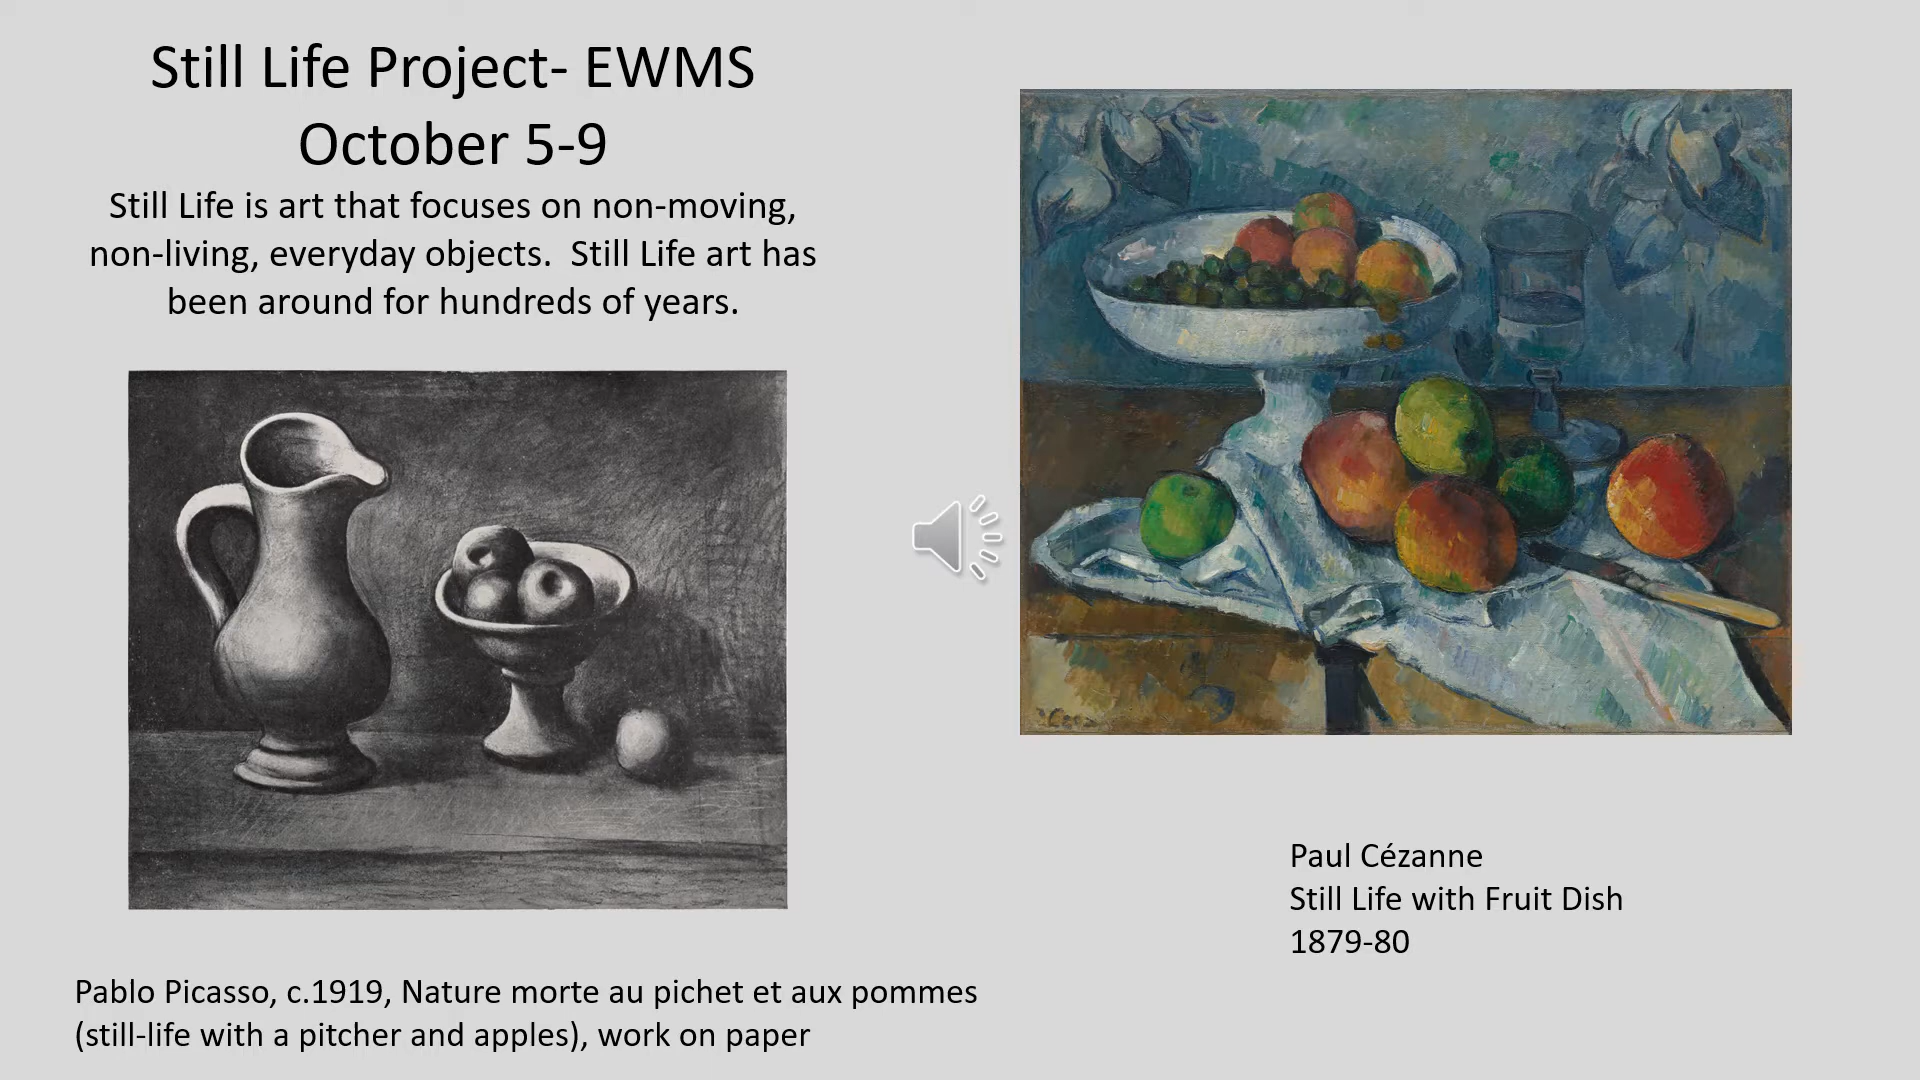 Still Life Project- EWMS
October 5-9
Still Life is art that focuses on non-moving,
non-living, everyday objects.  Still Life art has
been around for hundreds of years.
Pablo Picasso, c.1919, Nature morte au pichet et aux pommes
(still-life with a pitcher and apples), work on paper
Paul Cézanne
Still Life with Fruit Dish
1879-80